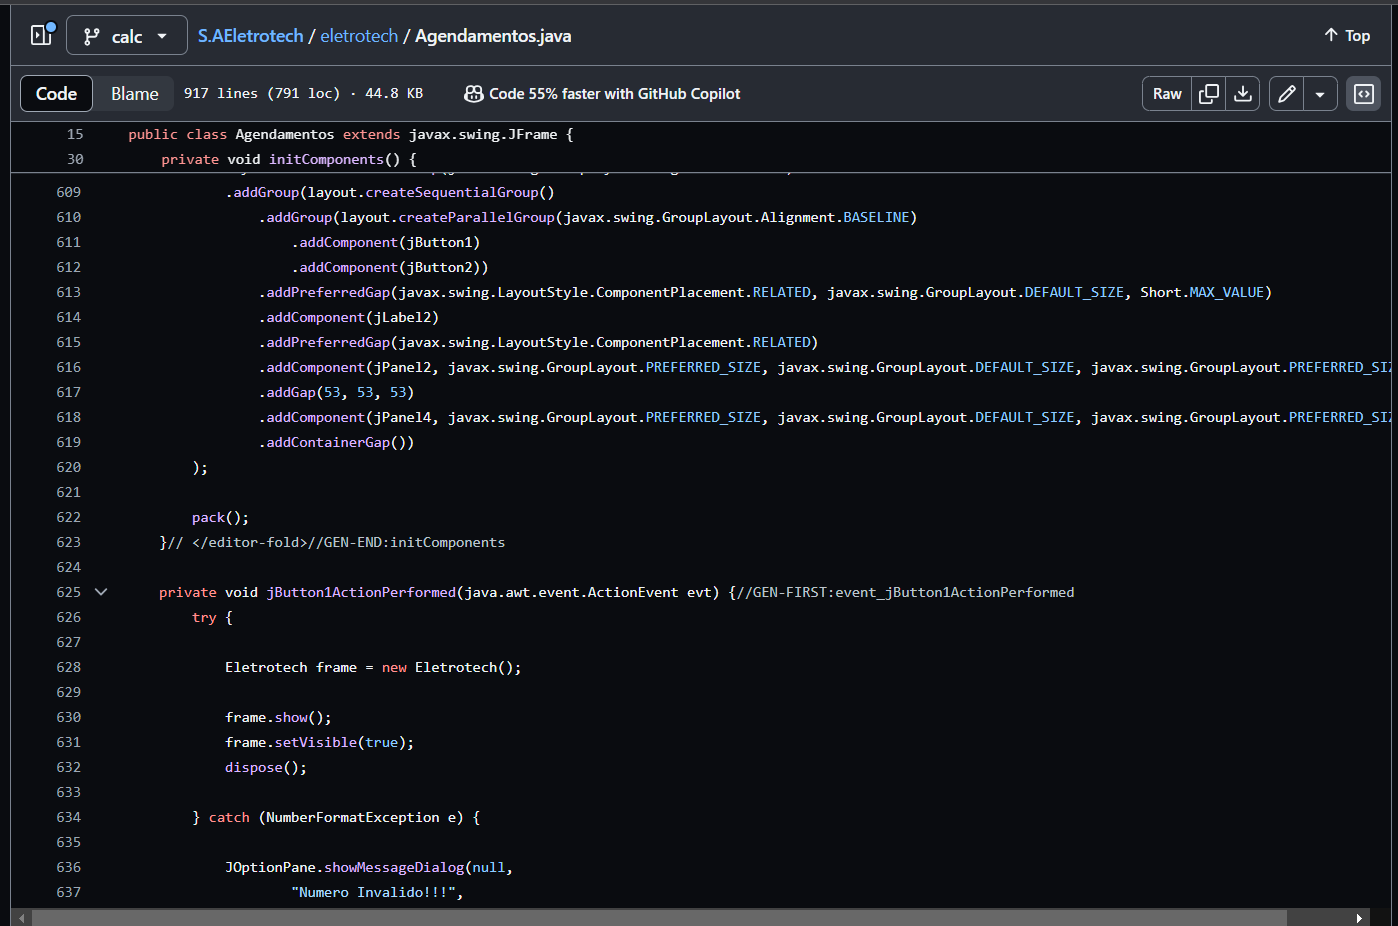 calc S.AEletrotech / eletrotech / Agendamentos.java Top
Code Blame 917 lines (791 loc) · 44.8 KB Code 55% faster with GitHub Copilot Raw
15 public class Agendamentos extends javax.swing.JFrame {
30 private void initComponents() {
609 .addGroup(layout.createSequentialGroup()
610 .addGroup(layout.createParallelGroup(javax.swing.GroupLayout.Alignment.BASELINE)
611 .addComponent(jButton1)
612 .addComponent(jButton2))
613 .addPreferredGap(javax.swing.LayoutStyle.ComponentPlacement.RELATED, javax.swing.GroupLayout.DEFAULT_SIZE, Short.MAX_VALUE)
614 .addComponent(jLabel2)
615 .addPreferredGap(javax.swing.LayoutStyle.ComponentPlacement.RELATED)
616 .addComponent(jPanel2, javax.swing.GroupLayout.PREFERRED_SIZE, javax.swing.GroupLayout.DEFAULT_SIZE, javax.swing.GroupLayout.PREFERRED_SIZ
617 .addGap(53, 53, 53)
618 .addComponent(jPanel4, javax.swing.GroupLayout.PREFERRED_SIZE, javax.swing.GroupLayout.DEFAULT_SIZE, javax.swing.GroupLayout.PREFERRED_SIZ
619 .addContainerGap())
620 );
621
622 pack();
623 }// </editor-fold>//GEN-END:initComponents
624
625 private void jButton1ActionPerformed(java.awt.event.ActionEvent evt) {//GEN-FIRST:event_jButton1ActionPerformed
626 try {
627
628 Eletrotech frame = new Eletrotech();
629
630 frame.show();
631 frame.setVisible(true);
632 dispose();
633
634 } catch (NumberFormatException e) {
635
636 JOptionPane.showMessageDialog(null,
637 "Numero Invalido!!!",